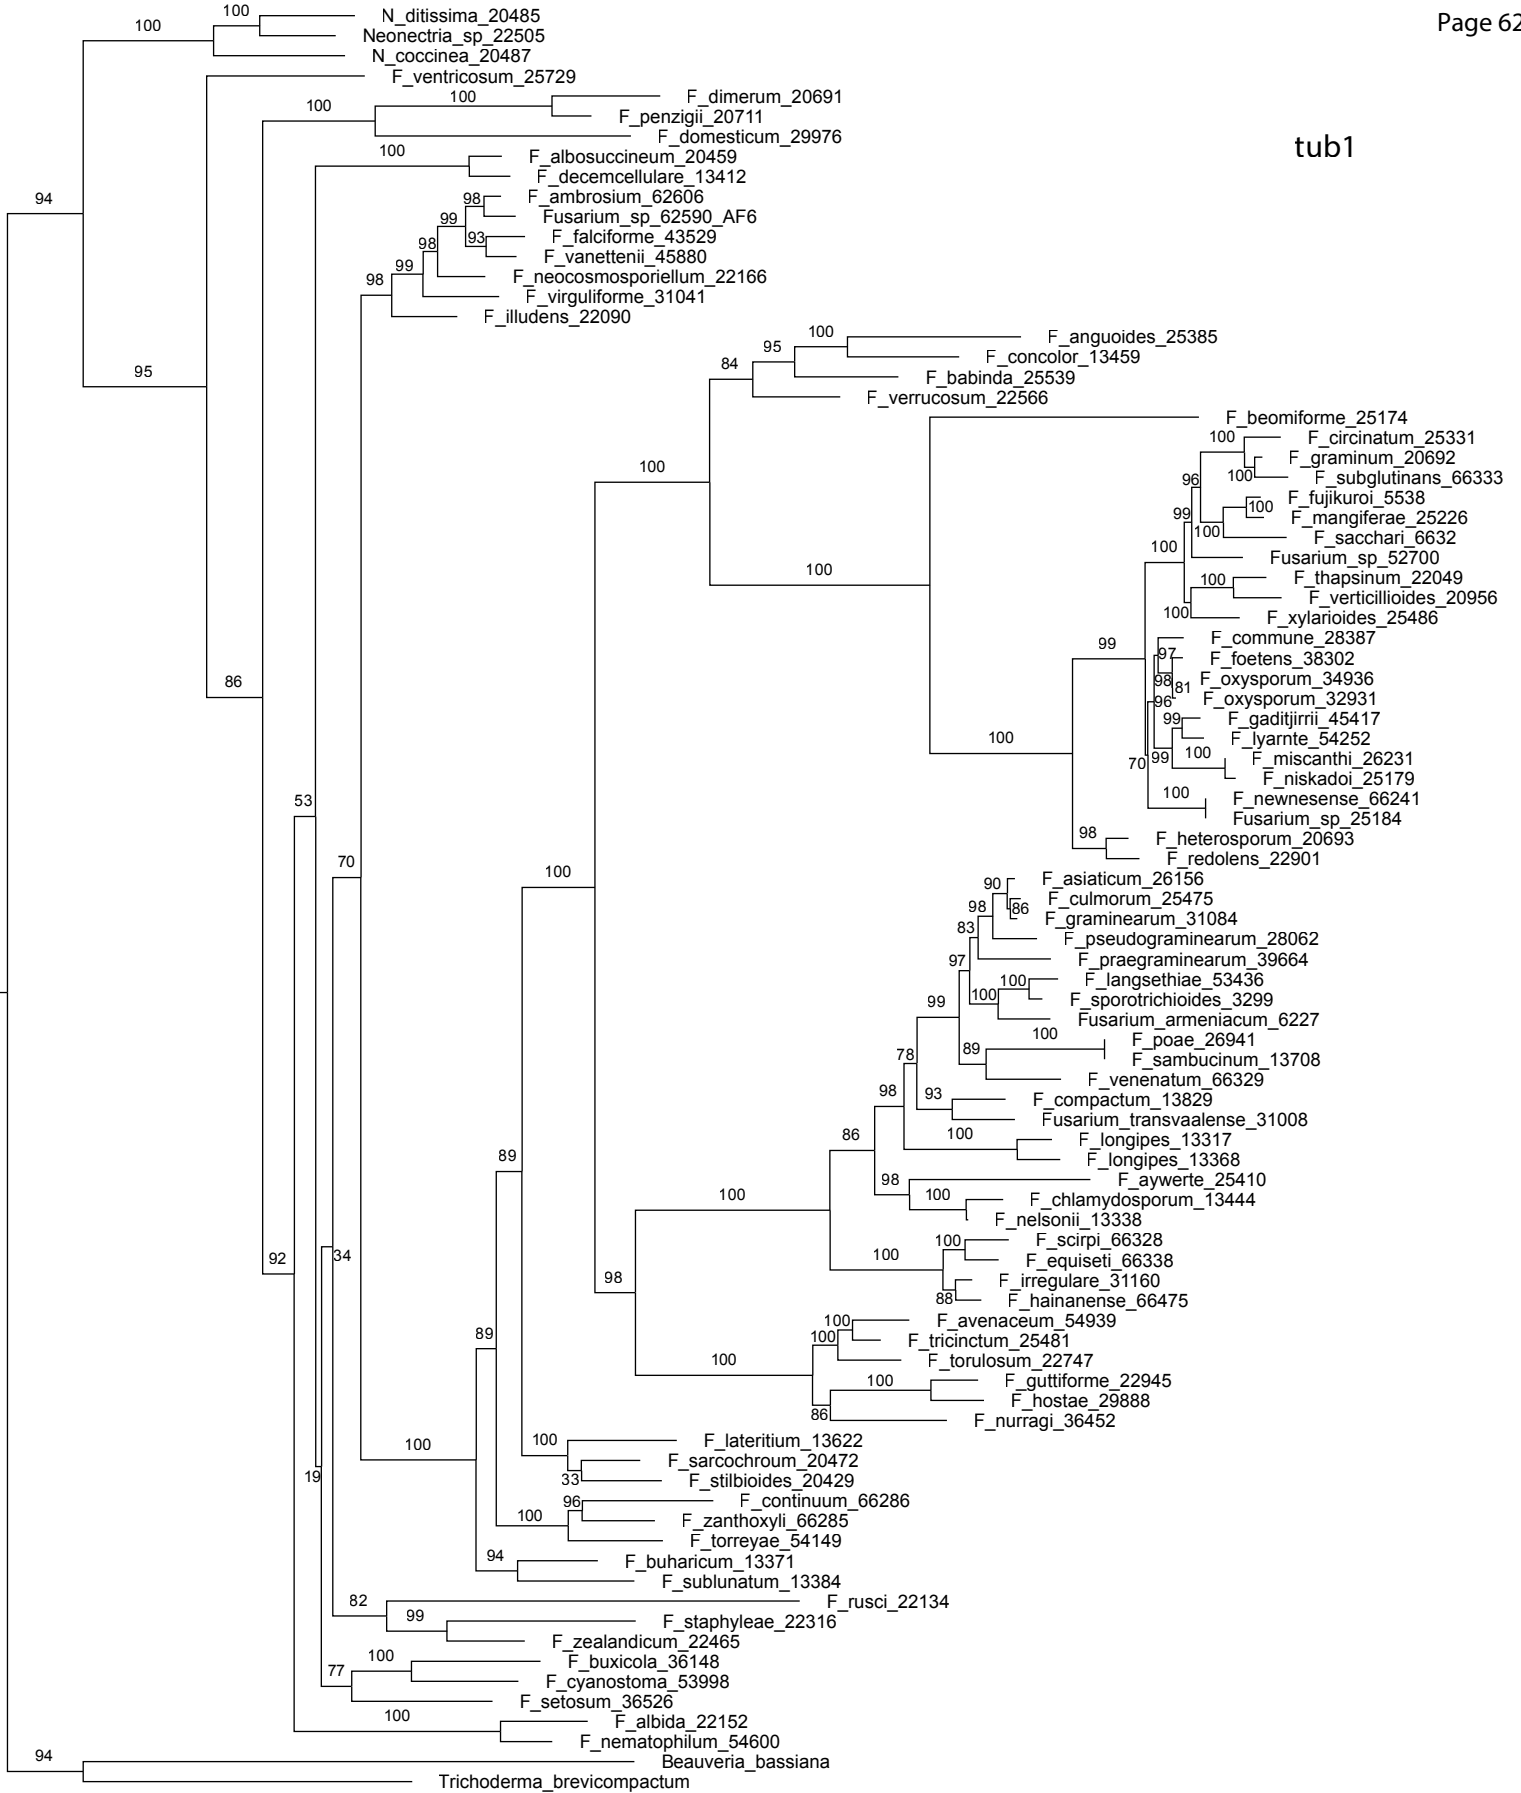 Page 62
100
100
N_ditissima_20485
Neonectria_sp_22505
N_coccinea_20487
F_ventricosum_25729
100
100
F_dimerum_20691
F_penzigii_20711
F_domesticum_29976
tub1
100
F_albosuccineum_20459
F_decemcellulare_13412
94
98
F_ambrosium_62606
99
Fusarium_sp_62590_AF6
98
93
F_falciforme_43529
F_vanettenii_45880
99
98
F_neocosmosporiellum_22166
F_virguliforme_31041
F_illudens_22090
95
100
F_anguoides_25385
95
F_concolor_13459
84
F_babinda_25539
F_verrucosum_22566
F_beomiforme_25174
100
F_circinatum_25331
F_graminum_20692
100
96
100
F_subglutinans_66333
F_fujikuroi_5538
100
99
F_mangiferae_25226
100
F_sacchari_6632
100
Fusarium_sp_52700
100
100
F_thapsinum_22049
F_verticillioides_20956
100
F_xylarioides_25486
99
F_commune_28387
97
F_foetens_38302
86
98
81
F_oxysporum_34936
96
F_oxysporum_32931
99
F_gaditjirrii_45417
100
F_lyarnte_54252
70
99
100
F_miscanthi_26231
F_niskadoi_25179
53
100
F_newnesense_66241
Fusarium_sp_25184
98
F_heterosporum_20693
70
F_redolens_22901
100
90
F_asiaticum_26156
98
86
F_culmorum_25475
F_graminearum_31084
83
F_pseudograminearum_28062
97
F_praegraminearum_39664
100
F_langsethiae_53436
99
100
F_sporotrichioides_3299
Fusarium_armeniacum_6227
100
F_poae_26941
78
89
F_sambucinum_13708
F_venenatum_66329
98
93
F_compactum_13829
Fusarium_transvaalense_31008
86
100
F_longipes_13317
89
F_longipes_13368
98
F_aywerte_25410
100
100
F_chlamydosporum_13444
F_nelsonii_13338
92
34
100
100
F_scirpi_66328
F_equiseti_66338
98
F_irregulare_31160
88
F_hainanense_66475
89
100
100
F_avenaceum_54939
F_tricinctum_25481
100
F_torulosum_22747
100
F_guttiforme_22945
F_hostae_29888
86
F_nurragi_36452
100
100
F_lateritium_13622
F_sarcochroum_20472
19
33
F_stilbioides_20429
96
F_continuum_66286
100
F_zanthoxyli_66285
F_torreyae_54149
94
F_buharicum_13371
F_sublunatum_13384
82
F_rusci_22134
99
F_staphyleae_22316
F_zealandicum_22465
77
100
F_buxicola_36148
F_cyanostoma_53998
F_setosum_36526
100
F_albida_22152
F_nematophilum_54600
94
Beauveria_bassiana
Trichoderma_brevicompactum